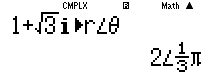 CMPLX R Math ▲
1+√3i▶r∠θ
2∠1/3π